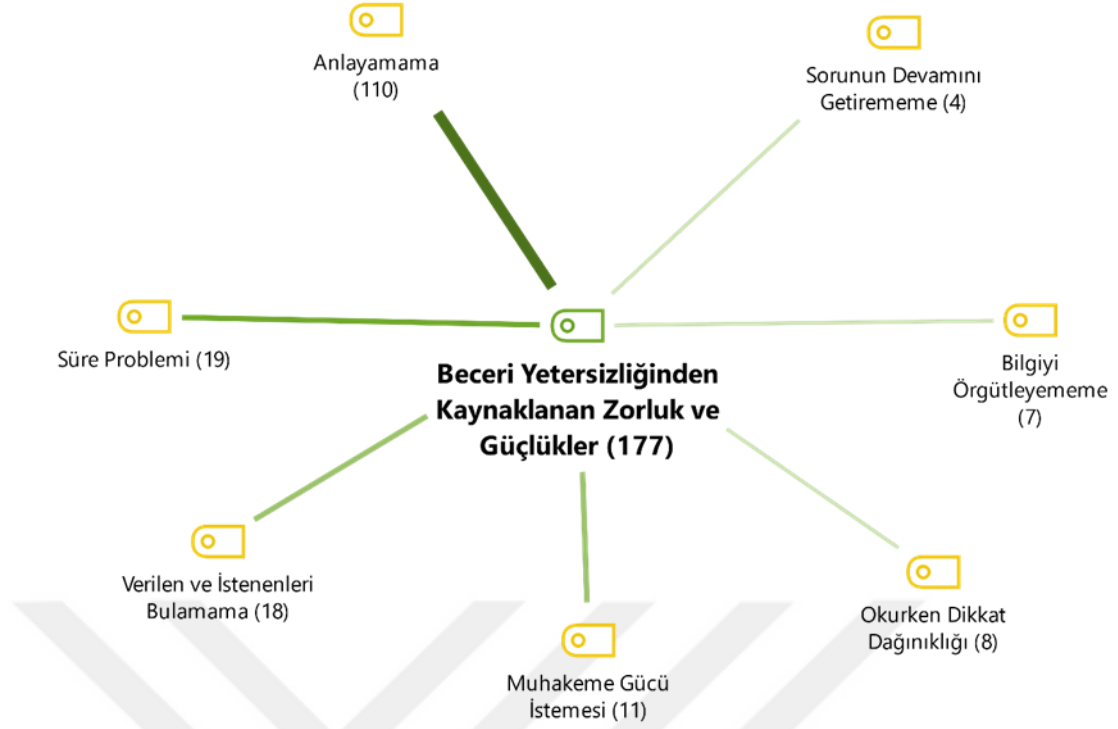 Anlayamama
(110)
Sorunun Devamını
Getirememe (4)
Süre Problemi (19)
Bilgiyi
Örgütleyememe
(7)
Beceri Yetersizliğinden
Kaynaklanan Zorluk ve
Güçlükler (177)
Verilen ve İstenenleri
Bulamama (18)
Okurken Dikkat
Dağınıklığı (8)
Muhakeme Gücü
İstemesi (11)